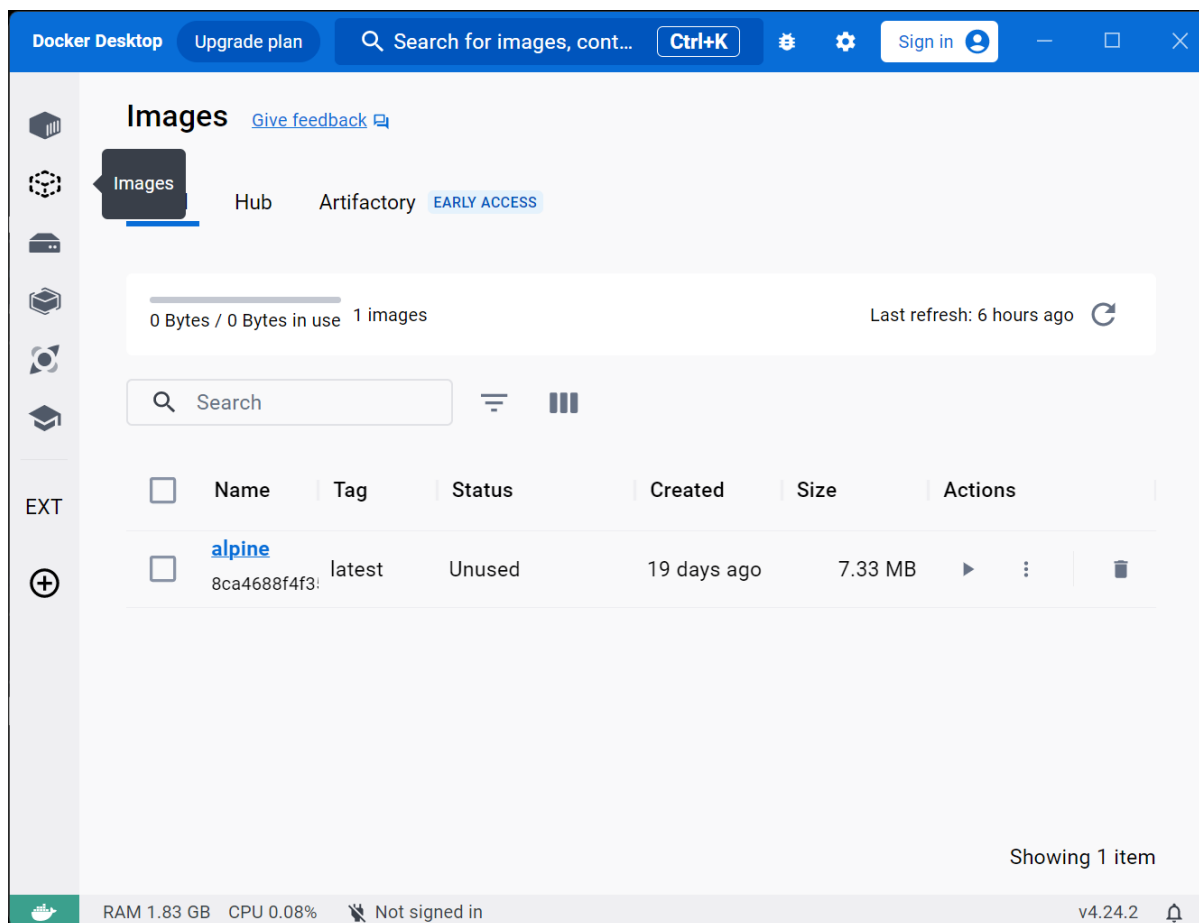 Docker Desktop Upgrade plan Search for images, cont... Ctrl+K Sign in
Images Give feedback
Images
Hub Artifactory EARLY ACCESS
0 Bytes / 0 Bytes in use 1 images Last refresh: 6 hours ago
Search
Name Tag Status Created Size Actions
EXT
alpine
8ca4688f4f3
latest Unused 19 days ago 7.33 MB
Showing 1 item
RAM 1.83 GB CPU 0.08% Not signed in v4.24.2